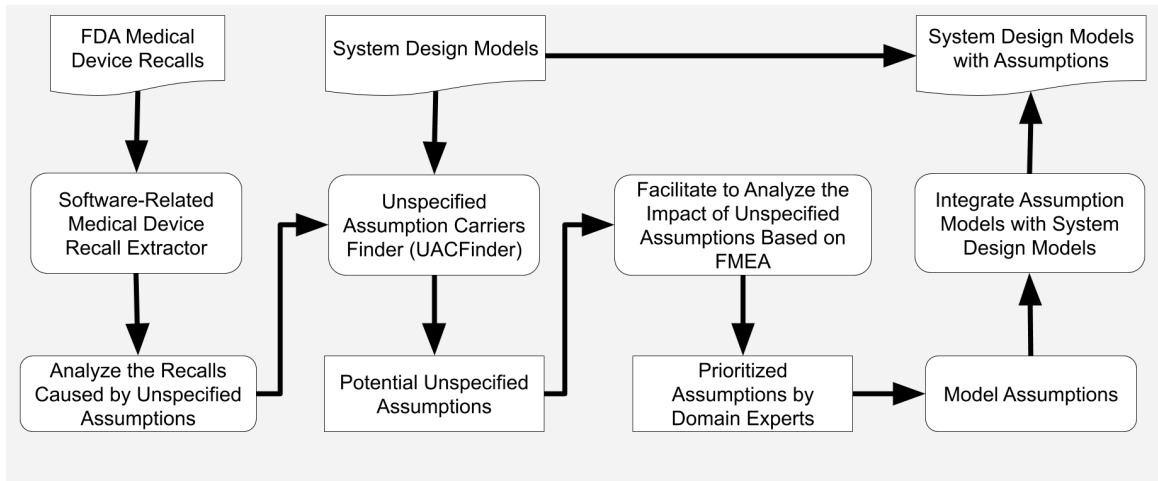 FDA Medical
Device Recalls
System Design Models
System Design Models
with Assumptions
Software-Related
Medical Device
Recall Extractor
Unspecified
Assumption Carriers
Finder (UACFinder)
Facilitate to Analyze the
Impact of Unspecified
Assumptions Based on
FMEA
Integrate Assumption
Models with System
Design Models
Analyze the Recalls
Caused by Unspecified
Assumptions
Potential Unspecified
Assumptions
Prioritized
Assumptions by
Domain Experts
Model Assumptions